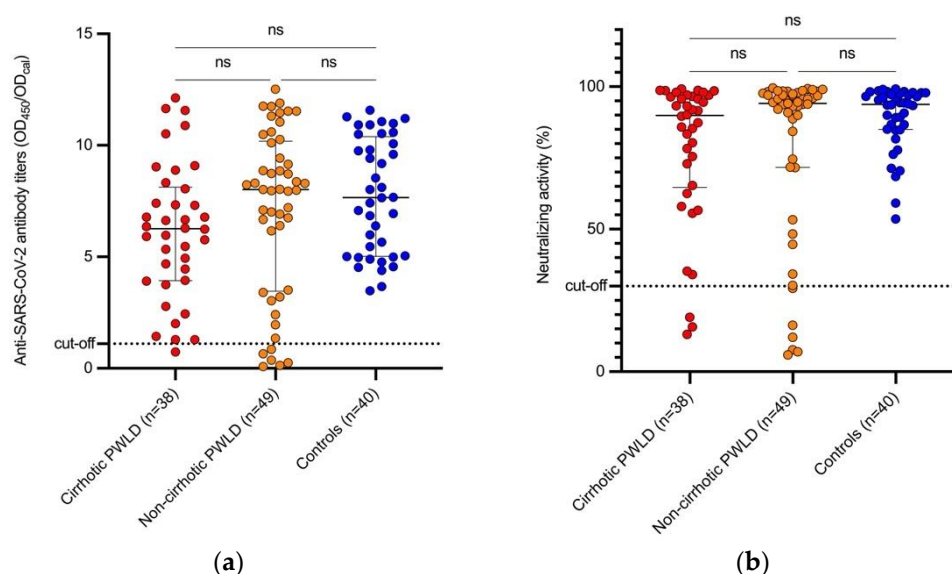 ns
ns ns
Anti-SARS-CoV-2 antibody titers (OD450/ODcal)
15
10
5
cut-off
0
Cirrhotic PWLD (n=38)
Non-cirrhotic PWLD (n=49)
Controls (n=40)
(a)
ns
ns ns
Neutralizing activity (%)
100
50
cut-off
0
Cirrhotic PWLD (n=38)
Non-cirrhotic PWLD (n=49)
Controls (n=40)
(b)